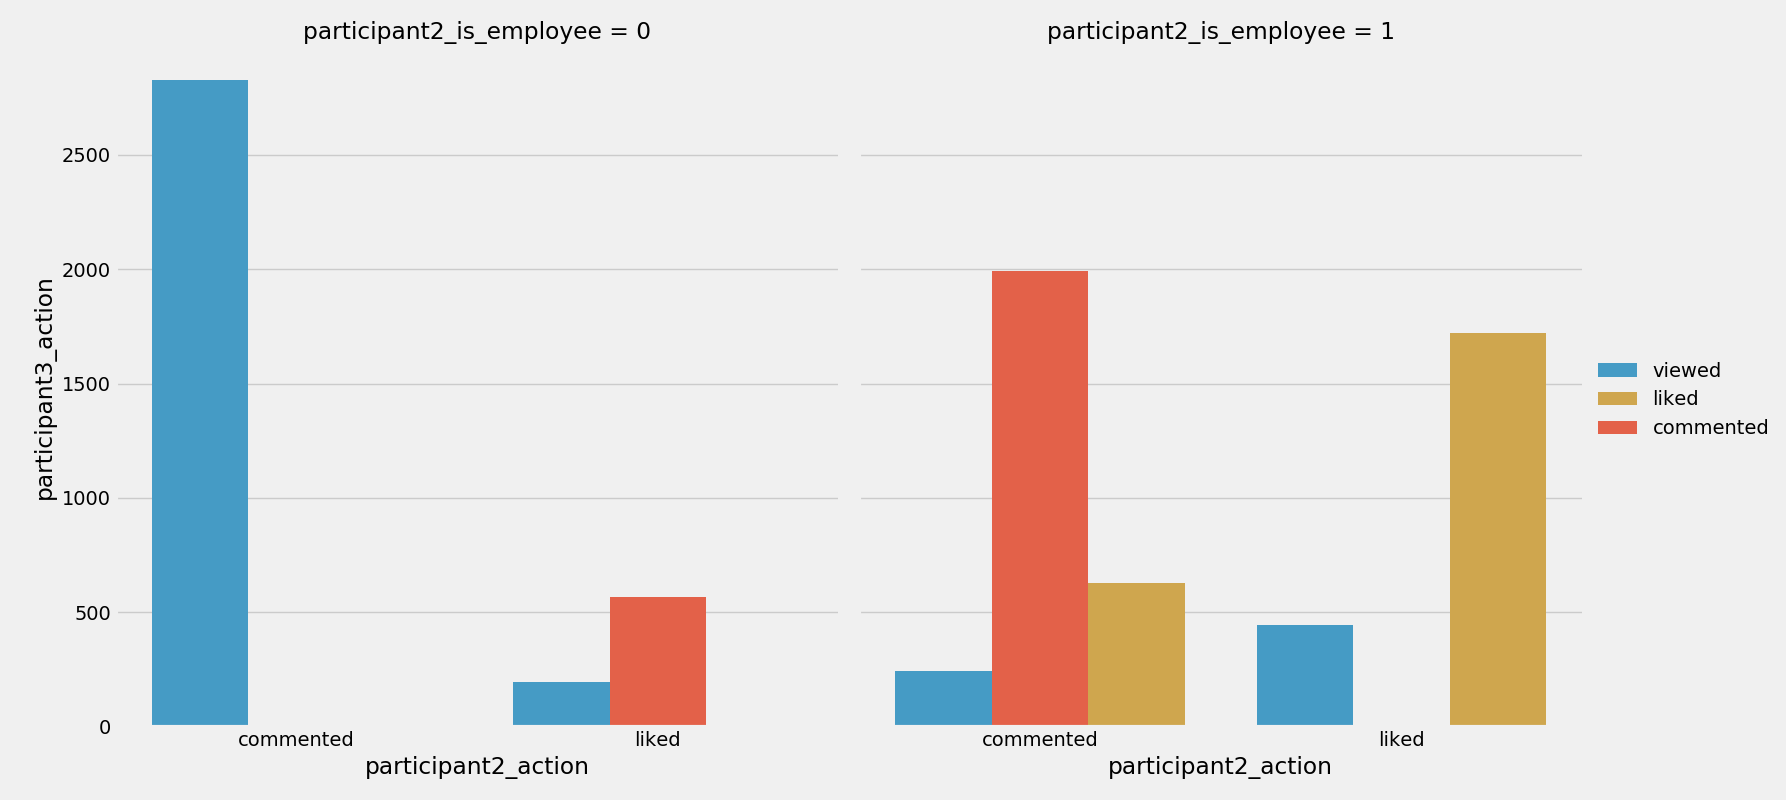 participant2_is_employee = 0
participant2_is_employee = 1
participant3_action
2500
2000
1500
1000
500
0
commented
liked
commented
liked
participant2_action
participant2_action
viewed
liked
commented